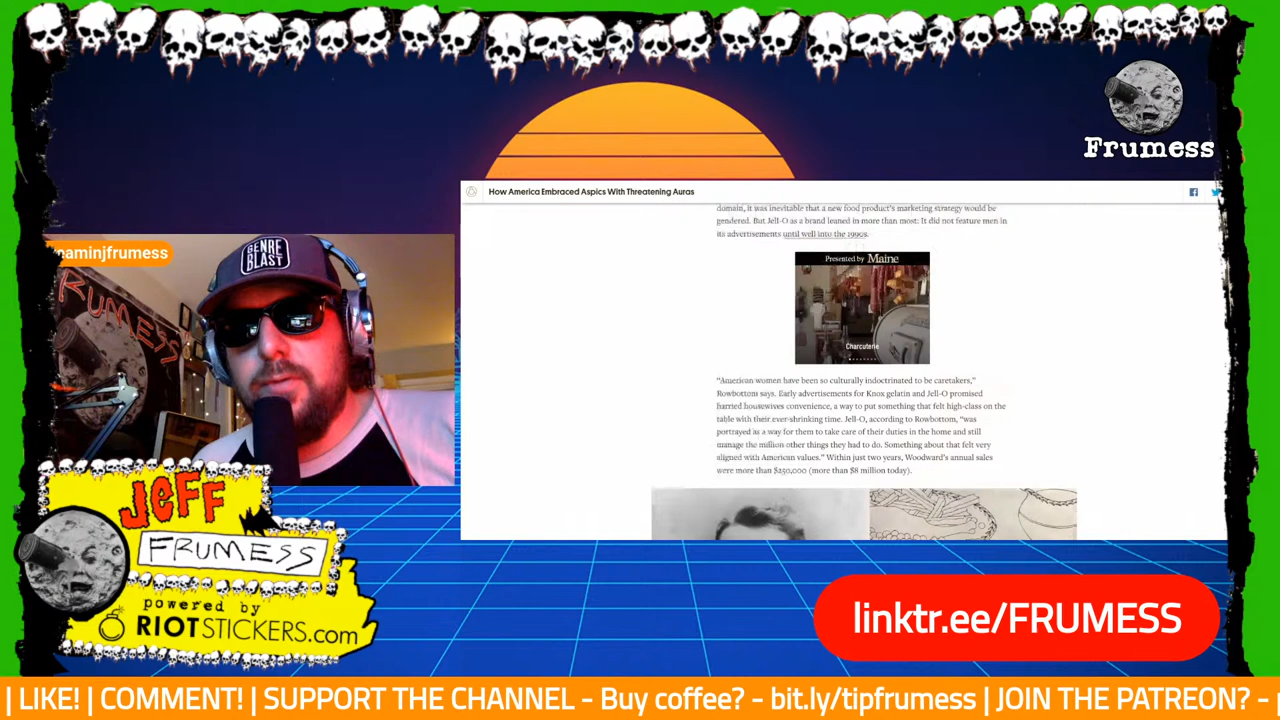 Frumess
How America Embraced Aspics With Threatening Auras
domain, it was inevitable that a new food product's marketing strategy would be
gendered. But Jell-O as a brand leaned in more than most: It did not feature men in
its advertisements until well into the 1990s.
Presented by Maine
Charcuterie
"American women have been so culturally indoctrinated to be caretakers,"
Rowbottom says. Early advertisements for Knox gelatin and Jell-O promised
harried housewives convenience, a way to put something that felt high-class on the
table with their ever-shrinking time. Jell-O, according to Rowbottom, "was
portrayed as a way for them to take care of their duties in the home and still
manage the million other things they had to do. Something about that felt very
aligned with American values." Within just two years, Woodward's annual sales
were more than $250,000 (more than $8 million today).
naminjfrumess
GENRE
BLAST
FRUMESS
JEFF
FRUMESS
powered by
RIOTSTICKERS.com
linktr.ee/FRUMESS
| LIKE! | COMMENT! | SUPPORT THE CHANNEL - Buy coffee? - bit.ly/tipfrumess | JOIN THE PATREON? -